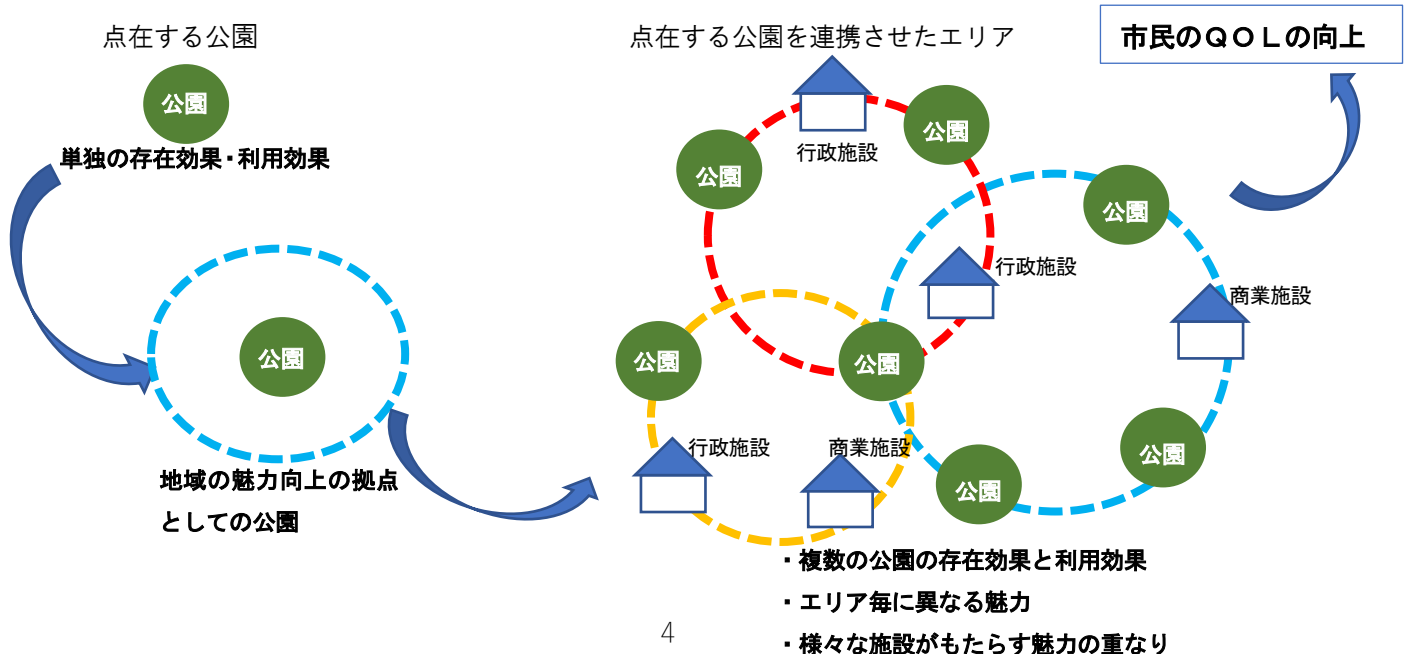 点在する公園
公園
単独の存在効果・利用効果
公園
地域の魅力向上の拠点
としての公園
点在する公園を連携させたエリア
市民のＱＯＬの向上
公園
行政施設
公園
公園
行政施設
商業施設
公園
公園
行政施設
商業施設
公園
公園
・複数の公園の存在効果と利用効果
・エリア毎に異なる魅力
・様々な施設がもたらす魅力の重なり
4